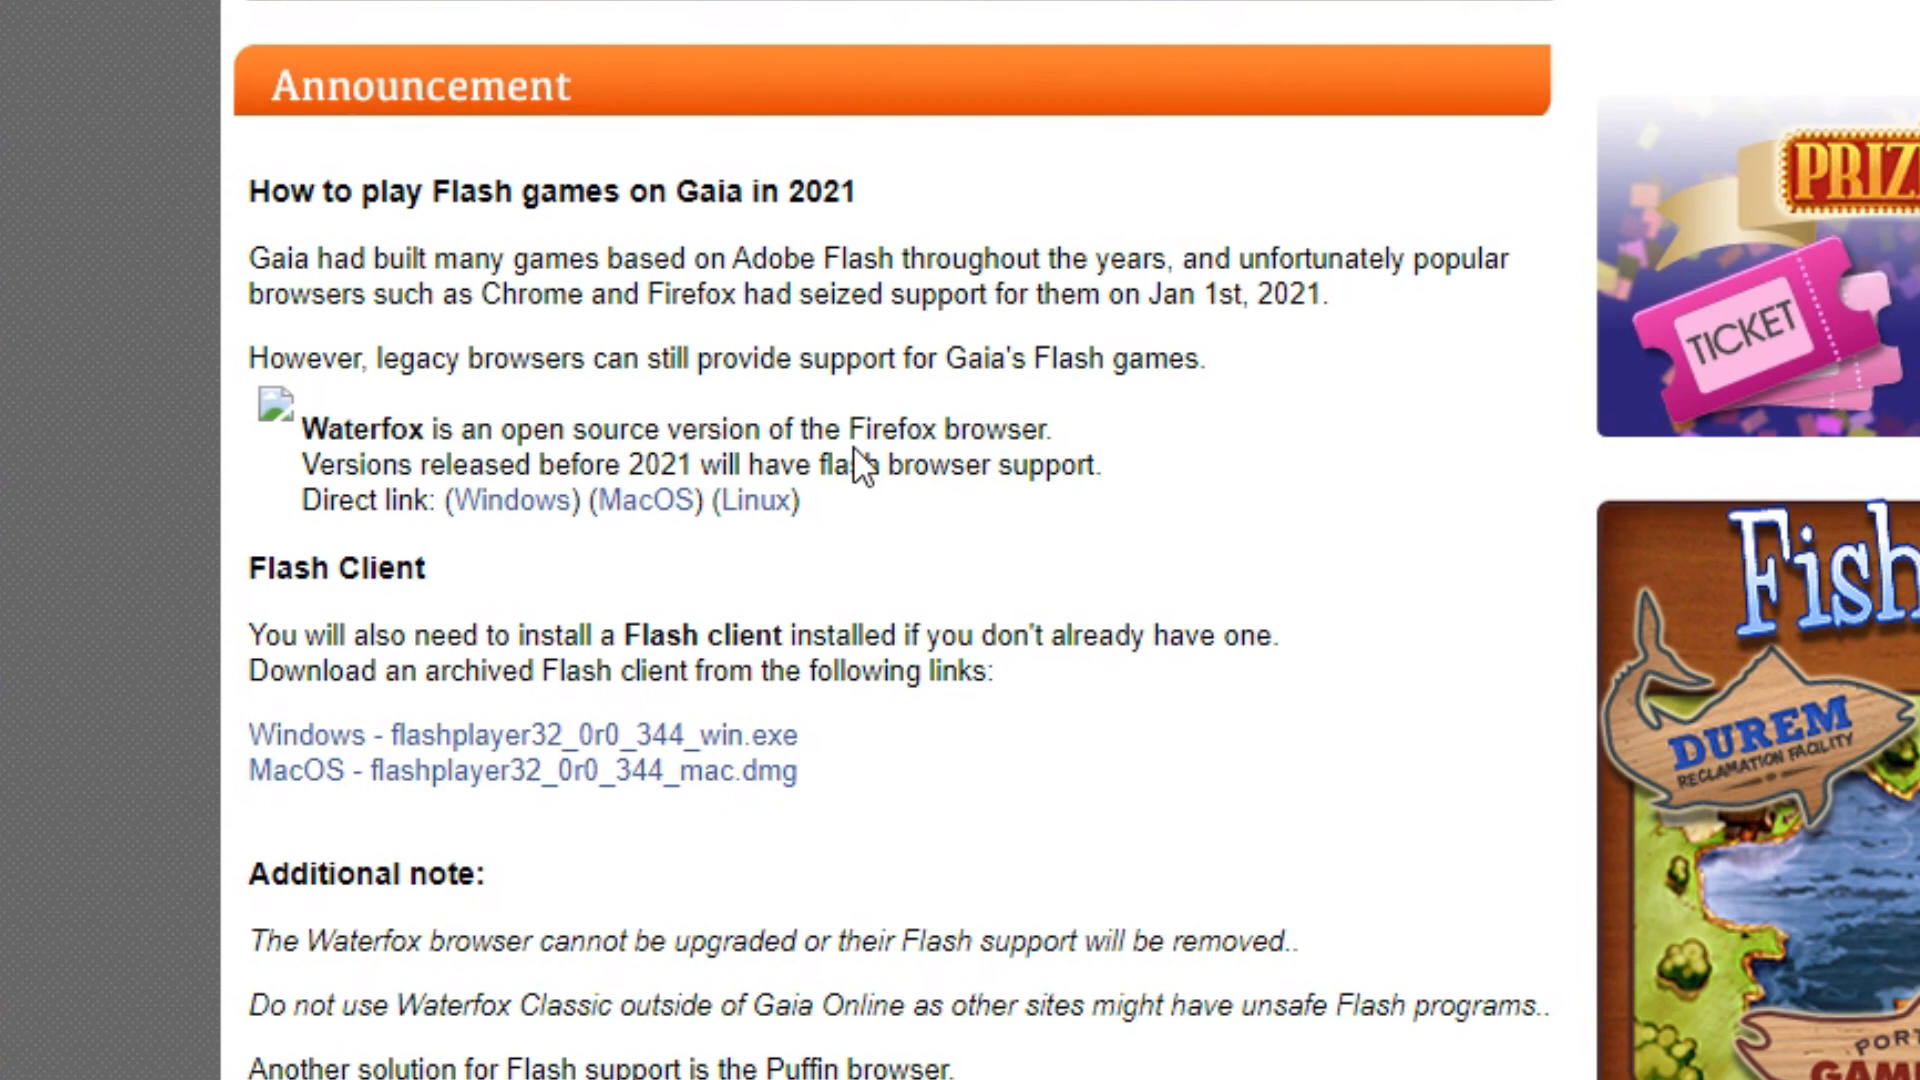 Announcement
How to play Flash games on Gaia in 2021
Gaia had built many games based on Adobe Flash throughout the years, and unfortunately popular
browsers such as Chrome and Firefox had seized support for them on Jan 1st, 2021.
However, legacy browsers can still provide support for Gaia's Flash games.
Waterfox is an open source version of the Firefox browser.
Versions released before 2021 will have flash browser support.
Direct link: (Windows) (MacOS) (Linux)
Flash Client
You will also need to install a Flash client installed if you don't already have one.
Download an archived Flash client from the following links:
Windows - flashplayer32_0r0_344_win.exe
MacOS - flashplayer32_0r0_344_mac.dmg
Additional note:
The Waterfox browser cannot be upgraded or their Flash support will be removed..
Do not use Waterfox Classic outside of Gaia Online as other sites might have unsafe Flash programs..
Another solution for Flash support is the Puffin browser.
PRIZ
TICKET
Fish
DUREM
RECLAMATION FACILITY
PORT
GAM